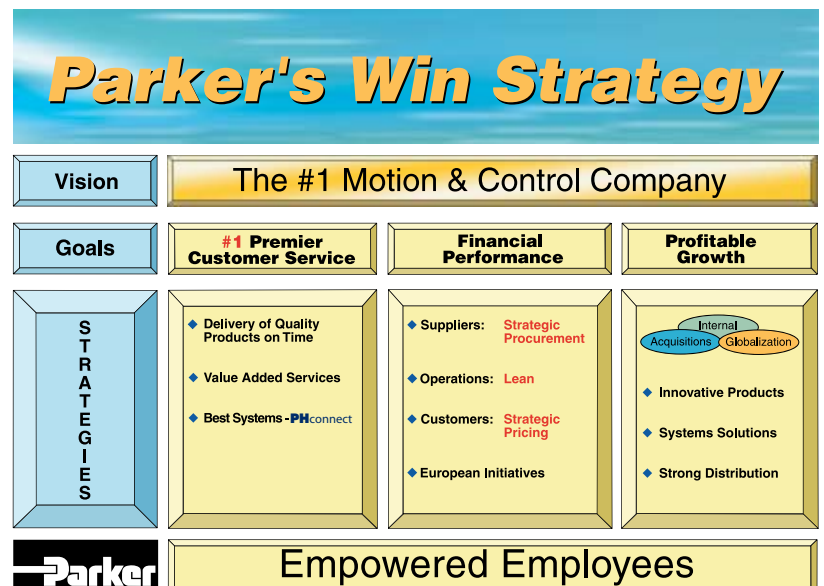 Parker's Win Strategy
Vision
The #1 Motion & Control Company
Goals
#1 Premier
Customer Service
Financial
Performance
Profitable
Growth
STRATEGIES
◆ Delivery of Quality
Products on Time
◆ Value Added Services
◆ Best Systems - PHconnect
◆ Suppliers: Strategic
Procurement
◆ Operations: Lean
◆ Customers: Strategic
Pricing
◆ European Initiatives
Internal
Acquisitions Globalization
◆ Innovative Products
◆ Systems Solutions
◆ Strong Distribution
Parker
Empowered Employees